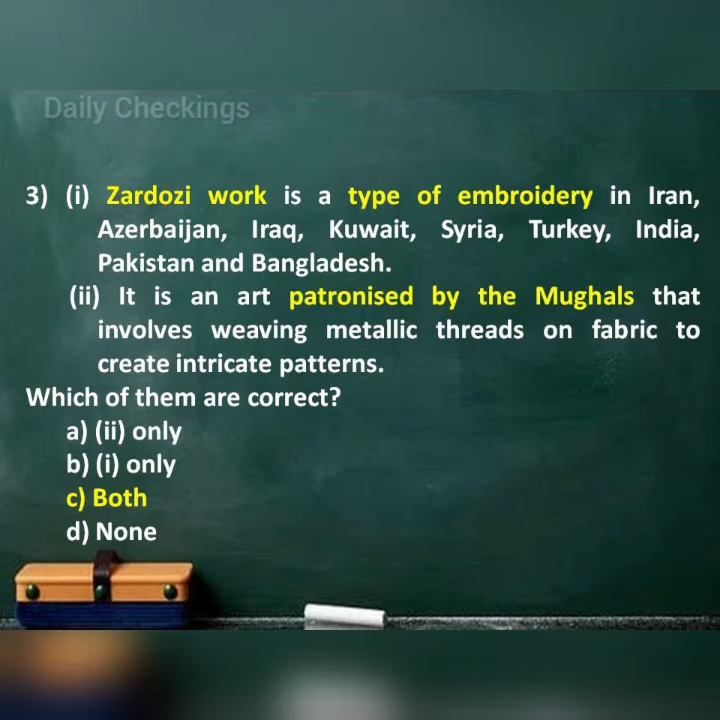 Daily Checkings
3) (i) Zardozi work is a type of embroidery in Iran,
Azerbaijan, Iraq, Kuwait, Syria, Turkey, India,
Pakistan and Bangladesh.
(ii) It is an art patronised by the Mughals that
involves weaving metallic threads on fabric to
create intricate patterns.
Which of them are correct?
a) (ii) only
b) (i) only
c) Both
d) None